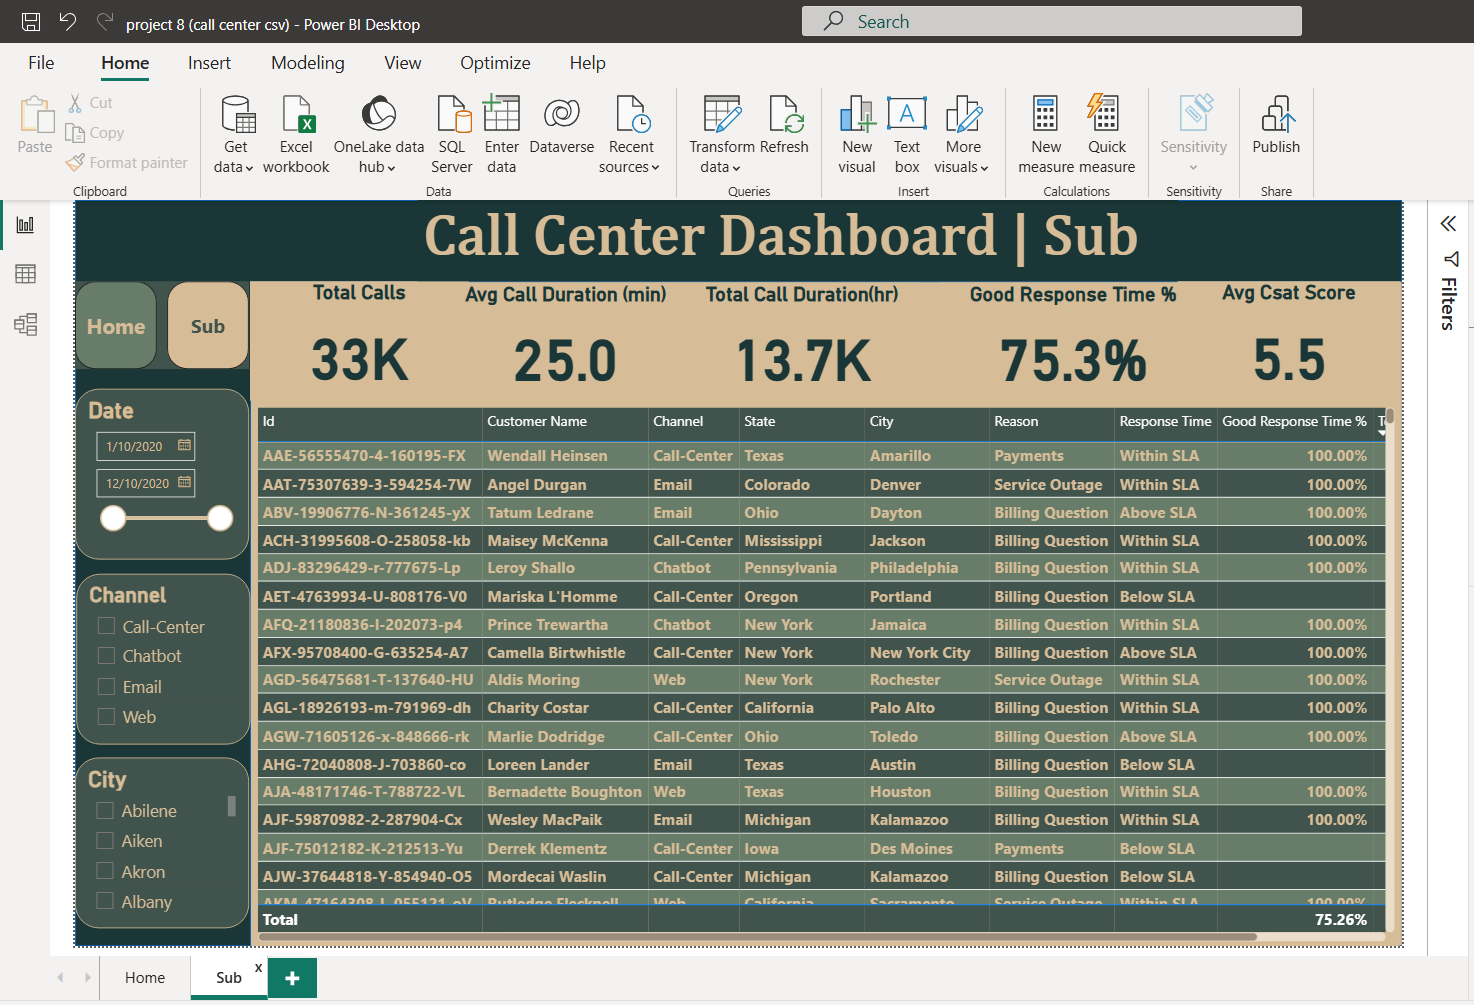 project 8 (call center csv) - Power BI Desktop
Search
File Home Insert Modeling View Optimize Help
Paste
Cut
Copy
Format painter
Clipboard
Get data
Excel workbook
OneLake data hub
SQL Server
Enter data
Dataverse
Recent sources
Data
Transform data
Refresh
Queries
New visual
Text box
More visuals
Insert
New measure
Quick measure
Calculations
Sensitivity
Sensitivity
Publish
Share
Call Center Dashboard | Sub
Home
Sub
Total Calls
33K
Avg Call Duration (min)
25.0
Total Call Duration(hr)
13.7K
Good Response Time %
75.3%
Avg Csat Score
5.5
Filters
Date
1/10/2020
12/10/2020
Channel
Call-Center
Chatbot
Email
Web
City
Abilene
Aiken
Akron
Albany
Id Customer Name Channel State City Reason Response Time Good Response Time %
AAE-56555470-4-160195-FX Wendall Heinsen Call-Center Texas Amarillo Payments Within SLA 100.00%
AAT-75307639-3-594254-7W Angel Durgan Email Colorado Denver Service Outage Within SLA 100.00%
ABV-19906776-N-361245-yX Tatum Ledrane Email Ohio Dayton Billing Question Above SLA 100.00%
ACH-31995608-O-258058-kb Maisey McKenna Call-Center Mississippi Jackson Billing Question Within SLA 100.00%
ADJ-83296429-r-777675-Lp Leroy Shallo Chatbot Pennsylvania Philadelphia Billing Question Within SLA 100.00%
AET-47639934-U-808176-V0 Mariska L'Homme Call-Center Oregon Portland Billing Question Below SLA
AFQ-21180836-I-202073-p4 Prince Trewartha Chatbot New York Jamaica Billing Question Within SLA 100.00%
AFX-95708400-G-635254-A7 Camella Birtwhistle Call-Center New York New York City Billing Question Above SLA 100.00%
AGD-56475681-T-137640-HU Aldis Moring Web New York Rochester Service Outage Within SLA 100.00%
AGL-18926193-m-791969-dh Charity Costar Call-Center California Palo Alto Billing Question Within SLA 100.00%
AGW-71605126-x-848666-rk Marlie Dodridge Call-Center Ohio Toledo Billing Question Above SLA 100.00%
AHG-72040808-J-703860-co Loreen Lander Email Texas Austin Billing Question Below SLA
AJA-48171746-T-788722-VL Bernadette Boughton Web Texas Houston Billing Question Within SLA 100.00%
AJF-59870982-2-287904-Cx Wesley MacPaik Email Michigan Kalamazoo Billing Question Within SLA 100.00%
AJF-75012182-K-212513-Yu Derrek Klementz Call-Center Iowa Des Moines Payments Below SLA
AJW-37644818-Y-854940-O5 Mordecai Waslin Call-Center Michigan Kalamazoo Billing Question Below SLA
Web California Sacramento Service Outage Within SLA 100.00%
Total 75.26%
Home
Sub x
+